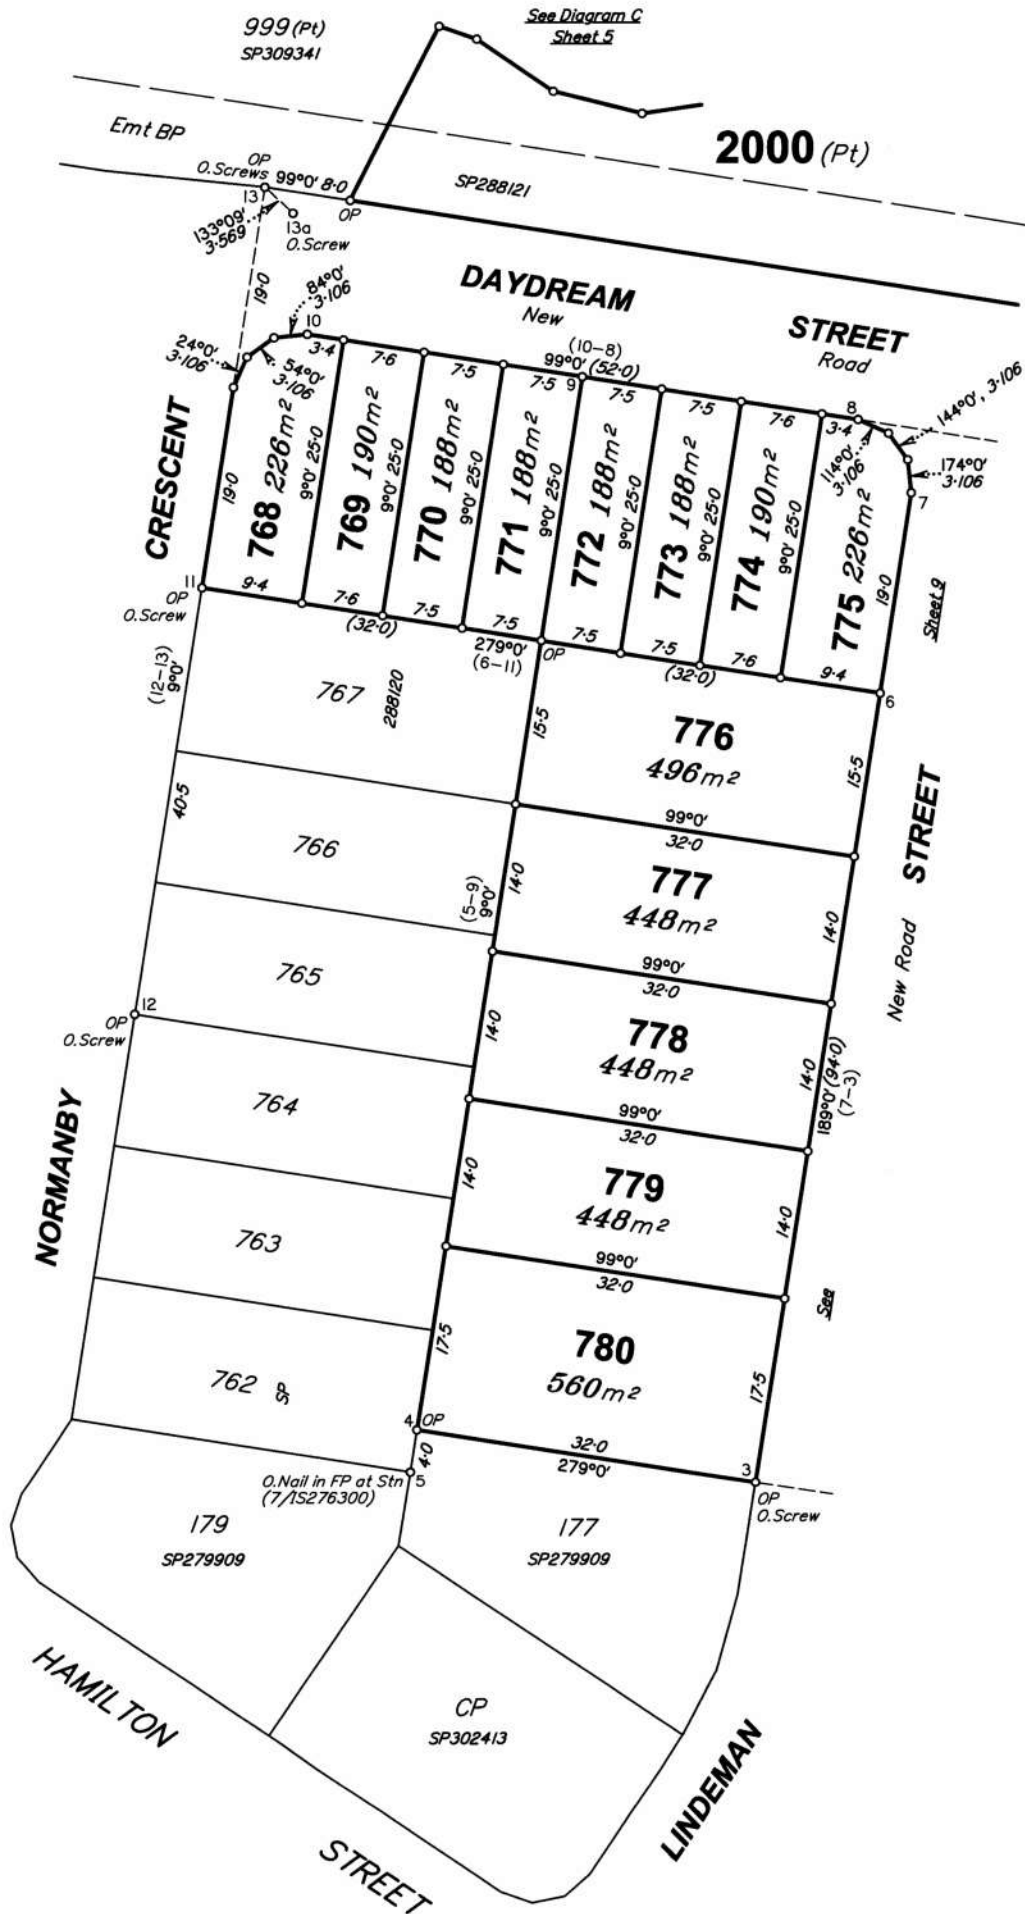 See Diagram C
Sheet 5
999 (Pt)
SP309341
Emt BP
2000 (Pt)
SP288121
OP
O.Screws
99°0' 8·0
13
OP
133°09'
3·569
13a
O.Screw
19·0
DAYDREAM
New
STREET
Road
84°0'
3·106
10
24°0'
3·106
54°0'
3·106
3·4
7·6
7·5
(10-8)
99°0' (52·0)
7·5
9
7·5
7·5
7·6
8
3·4
144°0', 3·106
114°0'
3·106
174°0'
3·106
7
CRESCENT
19·0
768 226m²
9°0' 25·0
769 190m²
9°0' 25·0
770 188m²
9°0' 25·0
771 188m²
9°0' 25·0
772 188m²
9°0' 25·0
773 188m²
9°0' 25·0
774 190m²
9°0' 25·0
775 226m²
19·0
Sheet 9
11
OP
O.Screw
9·4
7·6
(32·0)
7·5
7·5
279°0'
(6-11)
OP
7·5
7·5
(32·0)
7·6
9·4
6
(12-13)
9°0'
767
288120
15·5
776
496m²
15·5
STREET
40·5
99°0'
32·0
766
(5-9)
9°0'
14·0
777
448m²
14·0
New Road
765
99°0'
32·0
12
OP
O.Screw
14·0
778
448m²
14·0
189°0' (94·0)
(7-3)
764
99°0'
32·0
NORMANBY
14·0
779
448m²
14·0
763
99°0'
32·0
See
17·5
780
560m²
17·5
762
SP
4
OP
32·0
279°0'
3
OP
O.Screw
4·0
5
O.Nail in FP at Stn
(7/IS276300)
179
SP279909
177
SP279909
HAMILTON
STREET
CP
SP302413
LINDEMAN